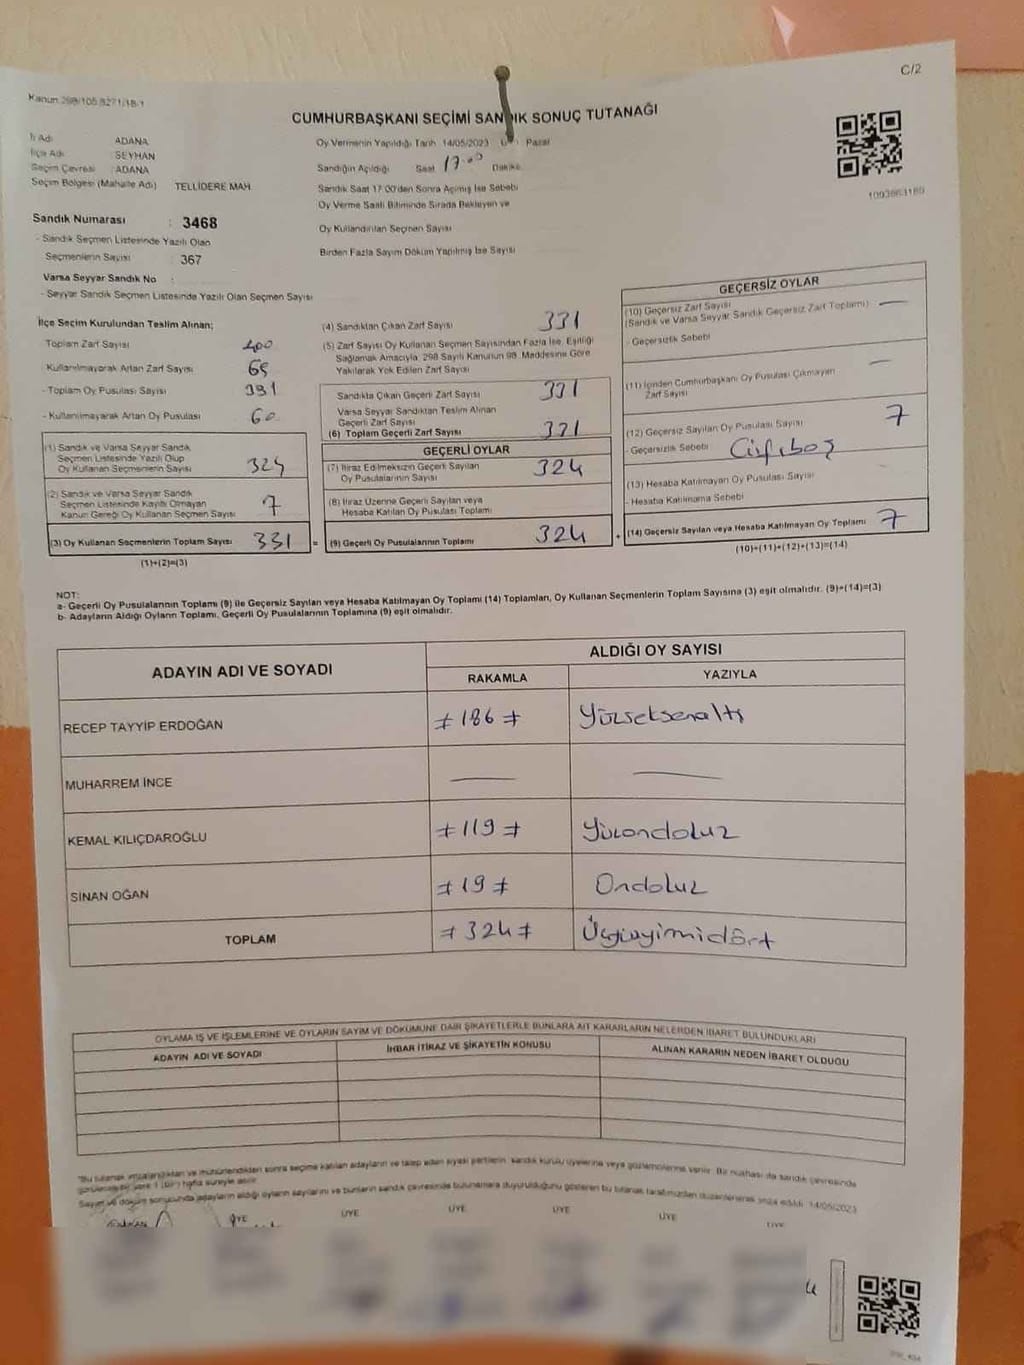 C/2
Kanun 298/105,6271/18-1
CUMHURBAŞKANI SEÇİMİ SANDIK SONUÇ TUTANAĞI
İl Adı ADANA
İlçe Adı SEYHAN
Seçim Çevresi : ADANA
Seçim Bölgesi (Mahalle Adı) TELLİDERE MAH.
Sandık Numarası : 3468
- Sandık Seçmen Listesinde Yazılı Olan
Seçmenlerin Sayısı : 367
Varsa Seyyar Sandık No :
- Seyyar Sandık Seçmen Listesinde Yazılı Olan Seçmen Sayısı
Oy Vermenin Yapıldığı Tarih 14/05/2023 Pazar
Sandığın Açıldığı Saat 17.00 Dakika
Sandık Saat 17.00'den Sonra Açılmış İse Sebebi
Oy Verme Saati Bitiminde Sırada Bekleyen ve
Oy Kullandırılan Seçmen Sayısı
Birden Fazla Sayım Döküm Yapılmış İse Sayısı
İlçe Seçim Kurulundan Teslim Alınan;
Toplam Zarf Sayısı 400
- Kullanılmayarak Artan Zarf Sayısı 69
- Toplam Oy Pusulası Sayısı 391
- Kullanılmayarak Artan Oy Pusulası 60
(1) Sandık ve Varsa Seyyar Sandık
Seçmen Listesinde Yazılı Olup
Oy Kullanan Seçmenlerin Sayısı 324
(2) Sandık ve Varsa Seyyar Sandık
Seçmen Listesinde Kayıtlı Olmayan
Kanun Gereği Oy Kullanan Seçmen Sayısı 7
(3) Oy Kullanan Seçmenlerin Toplam Sayısı 331 =
(1)+(2)=(3)
(4) Sandıktan Çıkan Zarf Sayısı 331
(5) Zarf Sayısı Oy Kullanan Seçmen Sayısından Fazla İse, Eşitliği
Sağlamak Amacıyla, 298 Sayılı Kanunun 98. Maddesine Göre
Yakılarak Yok Edilen Zarf Sayısı
Sandıkta Çıkan Geçerli Zarf Sayısı 331
Varsa Seyyar Sandıktan Teslim Alınan
Geçerli Zarf Sayısı
(6) Toplam Geçerli Zarf Sayısı 331
GEÇERLİ OYLAR
(7) İtiraz Edilmeksizin Geçerli Sayılan
Oy Pusulalarının Sayısı 324
(8) İtiraz Üzerine Geçerli Sayılan veya
Hesaba Katılan Oy Pusulası Toplamı
(9) Geçerli Oy Pusulalarının Toplamı 324 +
GEÇERSİZ OYLAR
(10) Geçersiz Zarf Sayısı
(Sandık ve Varsa Seyyar Sandık Geçersiz Zarf Toplamı) —
- Geçersizlik Sebebi
(11) İçinden Cumhurbaşkanı Oy Pusulası Çıkmayan
Zarf Sayısı —
(12) Geçersiz Sayılan Oy Pusulası Sayısı 7
- Geçersizlik Sebebi
(13) Hesaba Katılmayan Oy Pusulası Sayısı
- Hesaba Katılmama Sebebi
(14) Geçersiz Sayılan veya Hesaba Katılmayan Oy Toplamı 7
(10)+(11)+(12)+(13)=(14)
NOT:
a- Geçerli Oy Pusulalarının Toplamı (9) ile Geçersiz Sayılan veya Hesaba Katılmayan Oy Toplamı (14) Toplamları, Oy Kullanan Seçmenlerin Toplam Sayısına (3) eşit olmalıdır. (9)+(14)=(3)
b- Adayların Aldığı Oyların Toplamı, Geçerli Oy Pusulalarının Toplamına (9) eşit olmalıdır.
ADAYIN ADI VE SOYADI
ALDIĞI OY SAYISI
RAKAMLA YAZIYLA
RECEP TAYYİP ERDOĞAN ≠ 186 ≠ Yüzseksenaltı
MUHARREM İNCE — —
KEMAL KILIÇDAROĞLU ≠ 119 ≠ Yüzondokuz
SİNAN OĞAN ≠ 19 ≠ Ondokuz
TOPLAM ≠ 324 ≠ Üçyüzyirmidört
OYLAMA İŞ VE İŞLEMLERİNE VE OYLARIN SAYIM VE DÖKÜMÜNE DAİR ŞİKAYETLERLE BUNLARA AİT KARARLARIN NELERDEN İBARET BULUNDUKLARI
ADAYIN ADI VE SOYADI İHBAR İTİRAZ VE ŞİKAYETİN KONUSU ALINAN KARARIN NEDEN İBARET OLDUĞU
ÜYE ÜYE ÜYE ÜYE ÜYE ÜYE